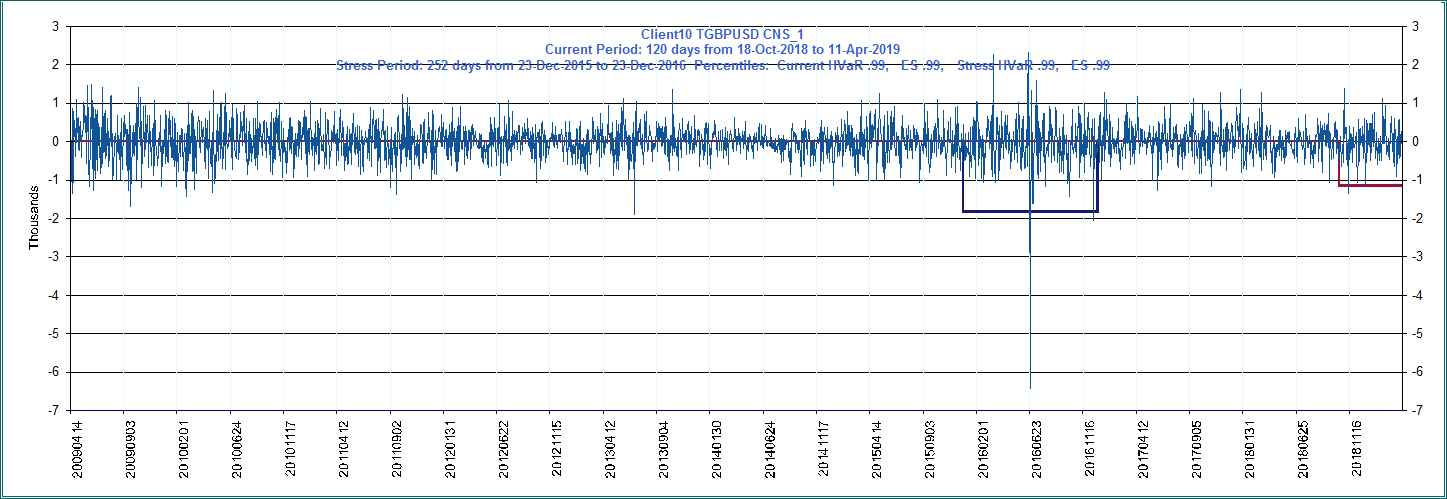 Client10 TGBPUSD CNS_1
Current Period: 120 days from 18-Oct-2018 to 11-Apr-2019
Stress Period: 252 days from 23-Dec-2015 to 23-Dec-2016 Percentiles: Current HVaR .99, ES .99, Stress HVaR .99, ES .99
3 3
2 2
1 1
0 0
-1 -1
-2 -2
-3 -3
-4 -4
-5 -5
-6 -6
-7 -7
Thousands
20090414 20090903 20100201 20100624 20101117 20110412 20110902 20120131 20120622 20121115 20130412 20130904 20140130 20140624 20141117 20150414 20150903 20160201 20160623 20161116 20170412 20170905 20180131 20180625 20181116